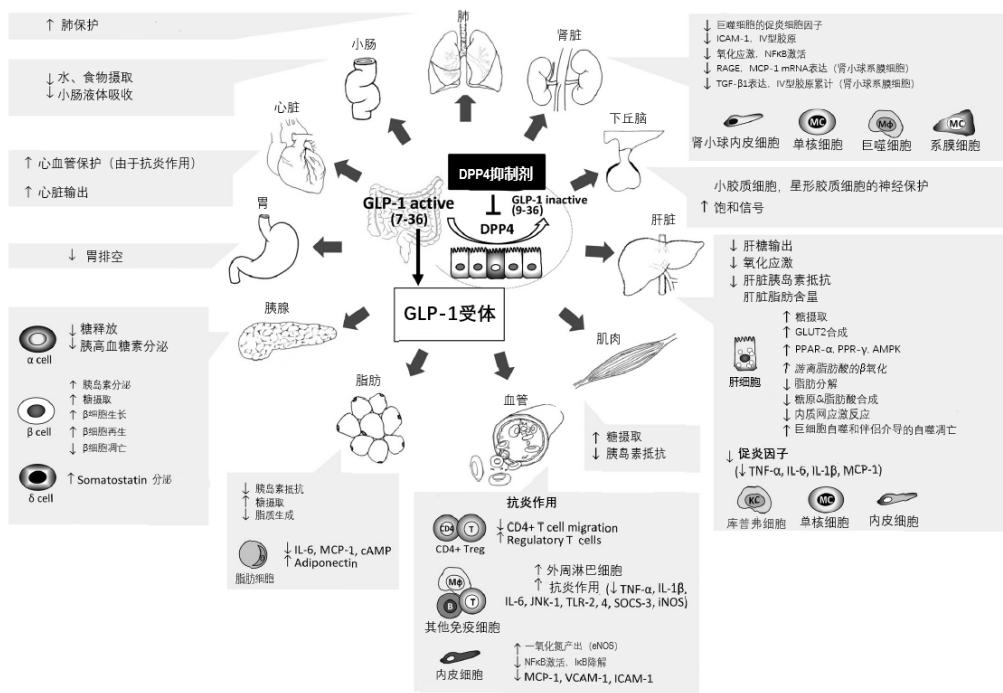 ↑ 肺保护
↓ 水、食物摄取
↓ 小肠液体吸收
↑ 心血管保护（由于抗炎作用）
↑ 心脏输出
↓ 胃排空
↓ 糖释放
↓ 胰高血糖素分泌
α cell
↑ 胰岛素分泌
↑ 糖摄取
↑ β细胞生长
↑ β细胞再生
↓ β细胞凋亡
β cell
↑ Somatostatin 分泌
δ cell
肺
小肠
心脏
胃
胰腺
脂肪
血管
肌肉
肝脏
下丘脑
肾脏
DPP4抑制剂
GLP-1 active
(7-36)
GLP-1 inactive
(9-36)
DPP4
GLP-1受体
↓ 巨噬细胞的促炎细胞因子
↓ ICAM-1、IV型胶原
↓ 氧化应激、NFκB激活
↓ RAGE、MCP-1 mRNA表达（肾小球系膜细胞）
↓ TGF-β1表达、IV型胶原累计（肾小球系膜细胞）
MC
Mϕ
MC
肾小球内皮细胞 单核细胞 巨噬细胞 系膜细胞
小胶质细胞、星形胶质细胞的神经保护
↑ 饱和信号
↓ 肝糖输出
↓ 氧化应激
↓ 肝脏胰岛素抵抗
肝脏脂肪含量
↑ 糖摄取
↑ GLUT2合成
↑ PPAR-α, PPR-γ, AMPK
↑ 游离脂肪酸的β氧化
↓ 脂肪分解
↓ 糖原&脂肪酸合成
↓ 内质网应激反应
↑ 巨细胞自噬和伴侣介导的自噬凋亡
肝细胞
↓ 促炎因子
(↓ TNF-α, IL-6, IL-1β, MCP-1)
KC
MC
库普弗细胞 单核细胞 内皮细胞
↑ 糖摄取
↓ 胰岛素抵抗
↓ 胰岛素抵抗
↑ 糖摄取
↓ 脂质生成
↓ IL-6, MCP-1, cAMP
↑ Adiponectin
脂肪细胞
抗炎作用
CD4 T
↓ CD4+ T cell migration
↑ Regulatory T cells
CD4+ Treg
↑ 外周淋巴细胞
↑ 抗炎作用 (↓ TNF-α, IL-1β,
IL-6, JNK-1, TLR-2, 4, SOCS-3, iNOS)
Mϕ
B T
其他免疫细胞
↑ 一氧化氮产出（eNOS）
↓ NFκB激活、IκB降解
↓ MCP-1, VCAM-1, ICAM-1
内皮细胞